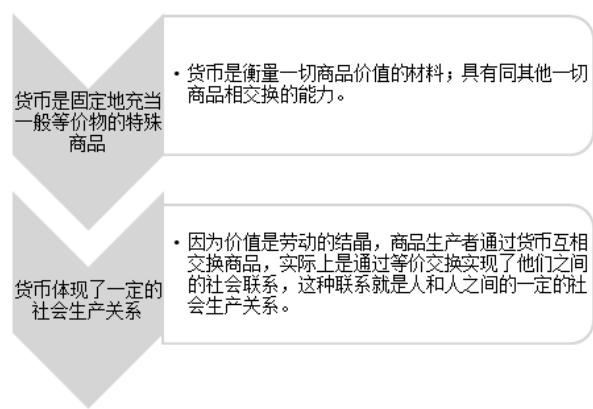 货币是固定地充当
一般等价物的特殊
商品
• 货币是衡量一切商品价值的材料；具有同其他一切
商品相交换的能力。
货币体现了一定的
社会生产关系
• 因为价值是劳动的结晶，商品生产者通过货币互相
交换商品，实际上是通过等价交换实现了他们之间
的社会联系，这种联系就是人和人之间的一定的社
会生产关系。